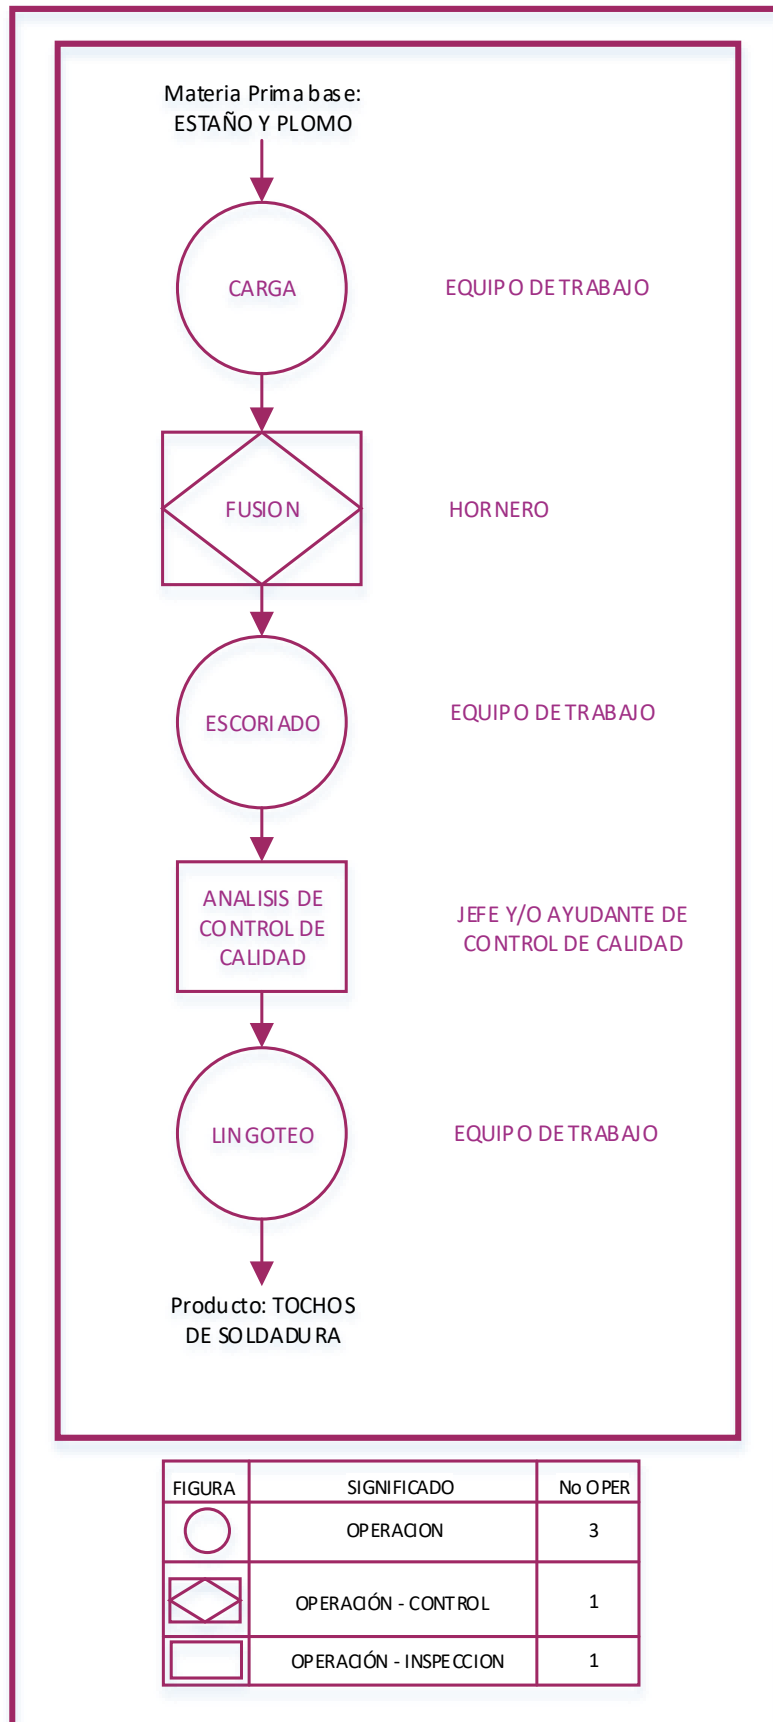 Materia Prima base:
ESTAÑO Y PLOMO
CARGA
EQUIPO DE TRABAJO
FUSION
HORNERO
ESCORIADO
EQUIPO DE TRABAJO
ANALISIS DE
CONTROL DE
CALIDAD
JEFE Y/O AYUDANTE DE
CONTROL DE CALIDAD
LINGOTEO
EQUIPO DE TRABAJO
Producto: TOCHOS
DE SOLDADURA
FIGURA SIGNIFICADO No OPER
OPERACION 3
OPERACIÓN - CONTROL 1
OPERACIÓN - INSPECCION 1